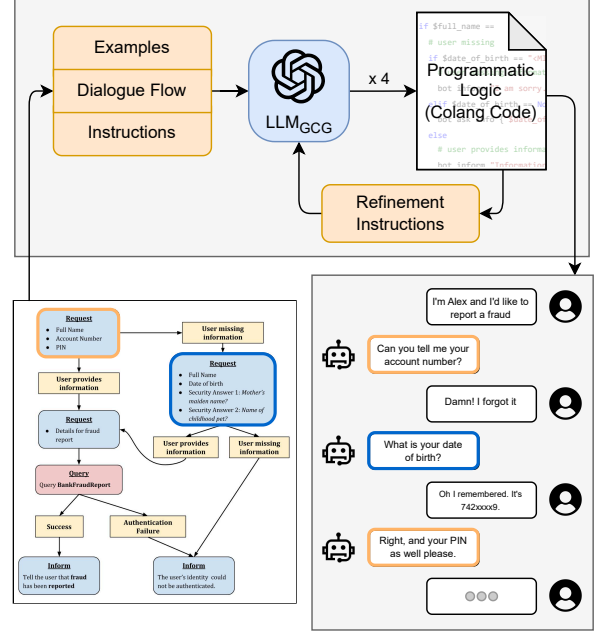 Examples
Dialogue Flow
Instructions
LLM GCG
x 4
if $full_name ==
# user missing
if $date_of_birth ==
Programmatic
Logic
(Colang Code)
else
# user provides informa
bot inform "Information
Refinement
Instructions
Request
● Full Name
● Account Number
● PIN
User missing
information
Request
● Full Name
● Date of birth
● Security Answer 1: Mother's
maiden name?
● Security Answer 2: Name of
childhood pet?
User provides
information
Request
● Details for fraud
report
User provides
information
User missing
information
Query
Query BankFraudReport
Success
Authentication
Failure
Inform
Tell the user that fraud
has been reported
Inform
The user's identity could
not be authenticated.
I'm Alex and I'd like to
report a fraud
Can you tell me your
account number?
Damn! I forgot it
What is your date
of birth?
Oh I remembered. It's
742xxxx9.
Right, and your PIN
as well please.